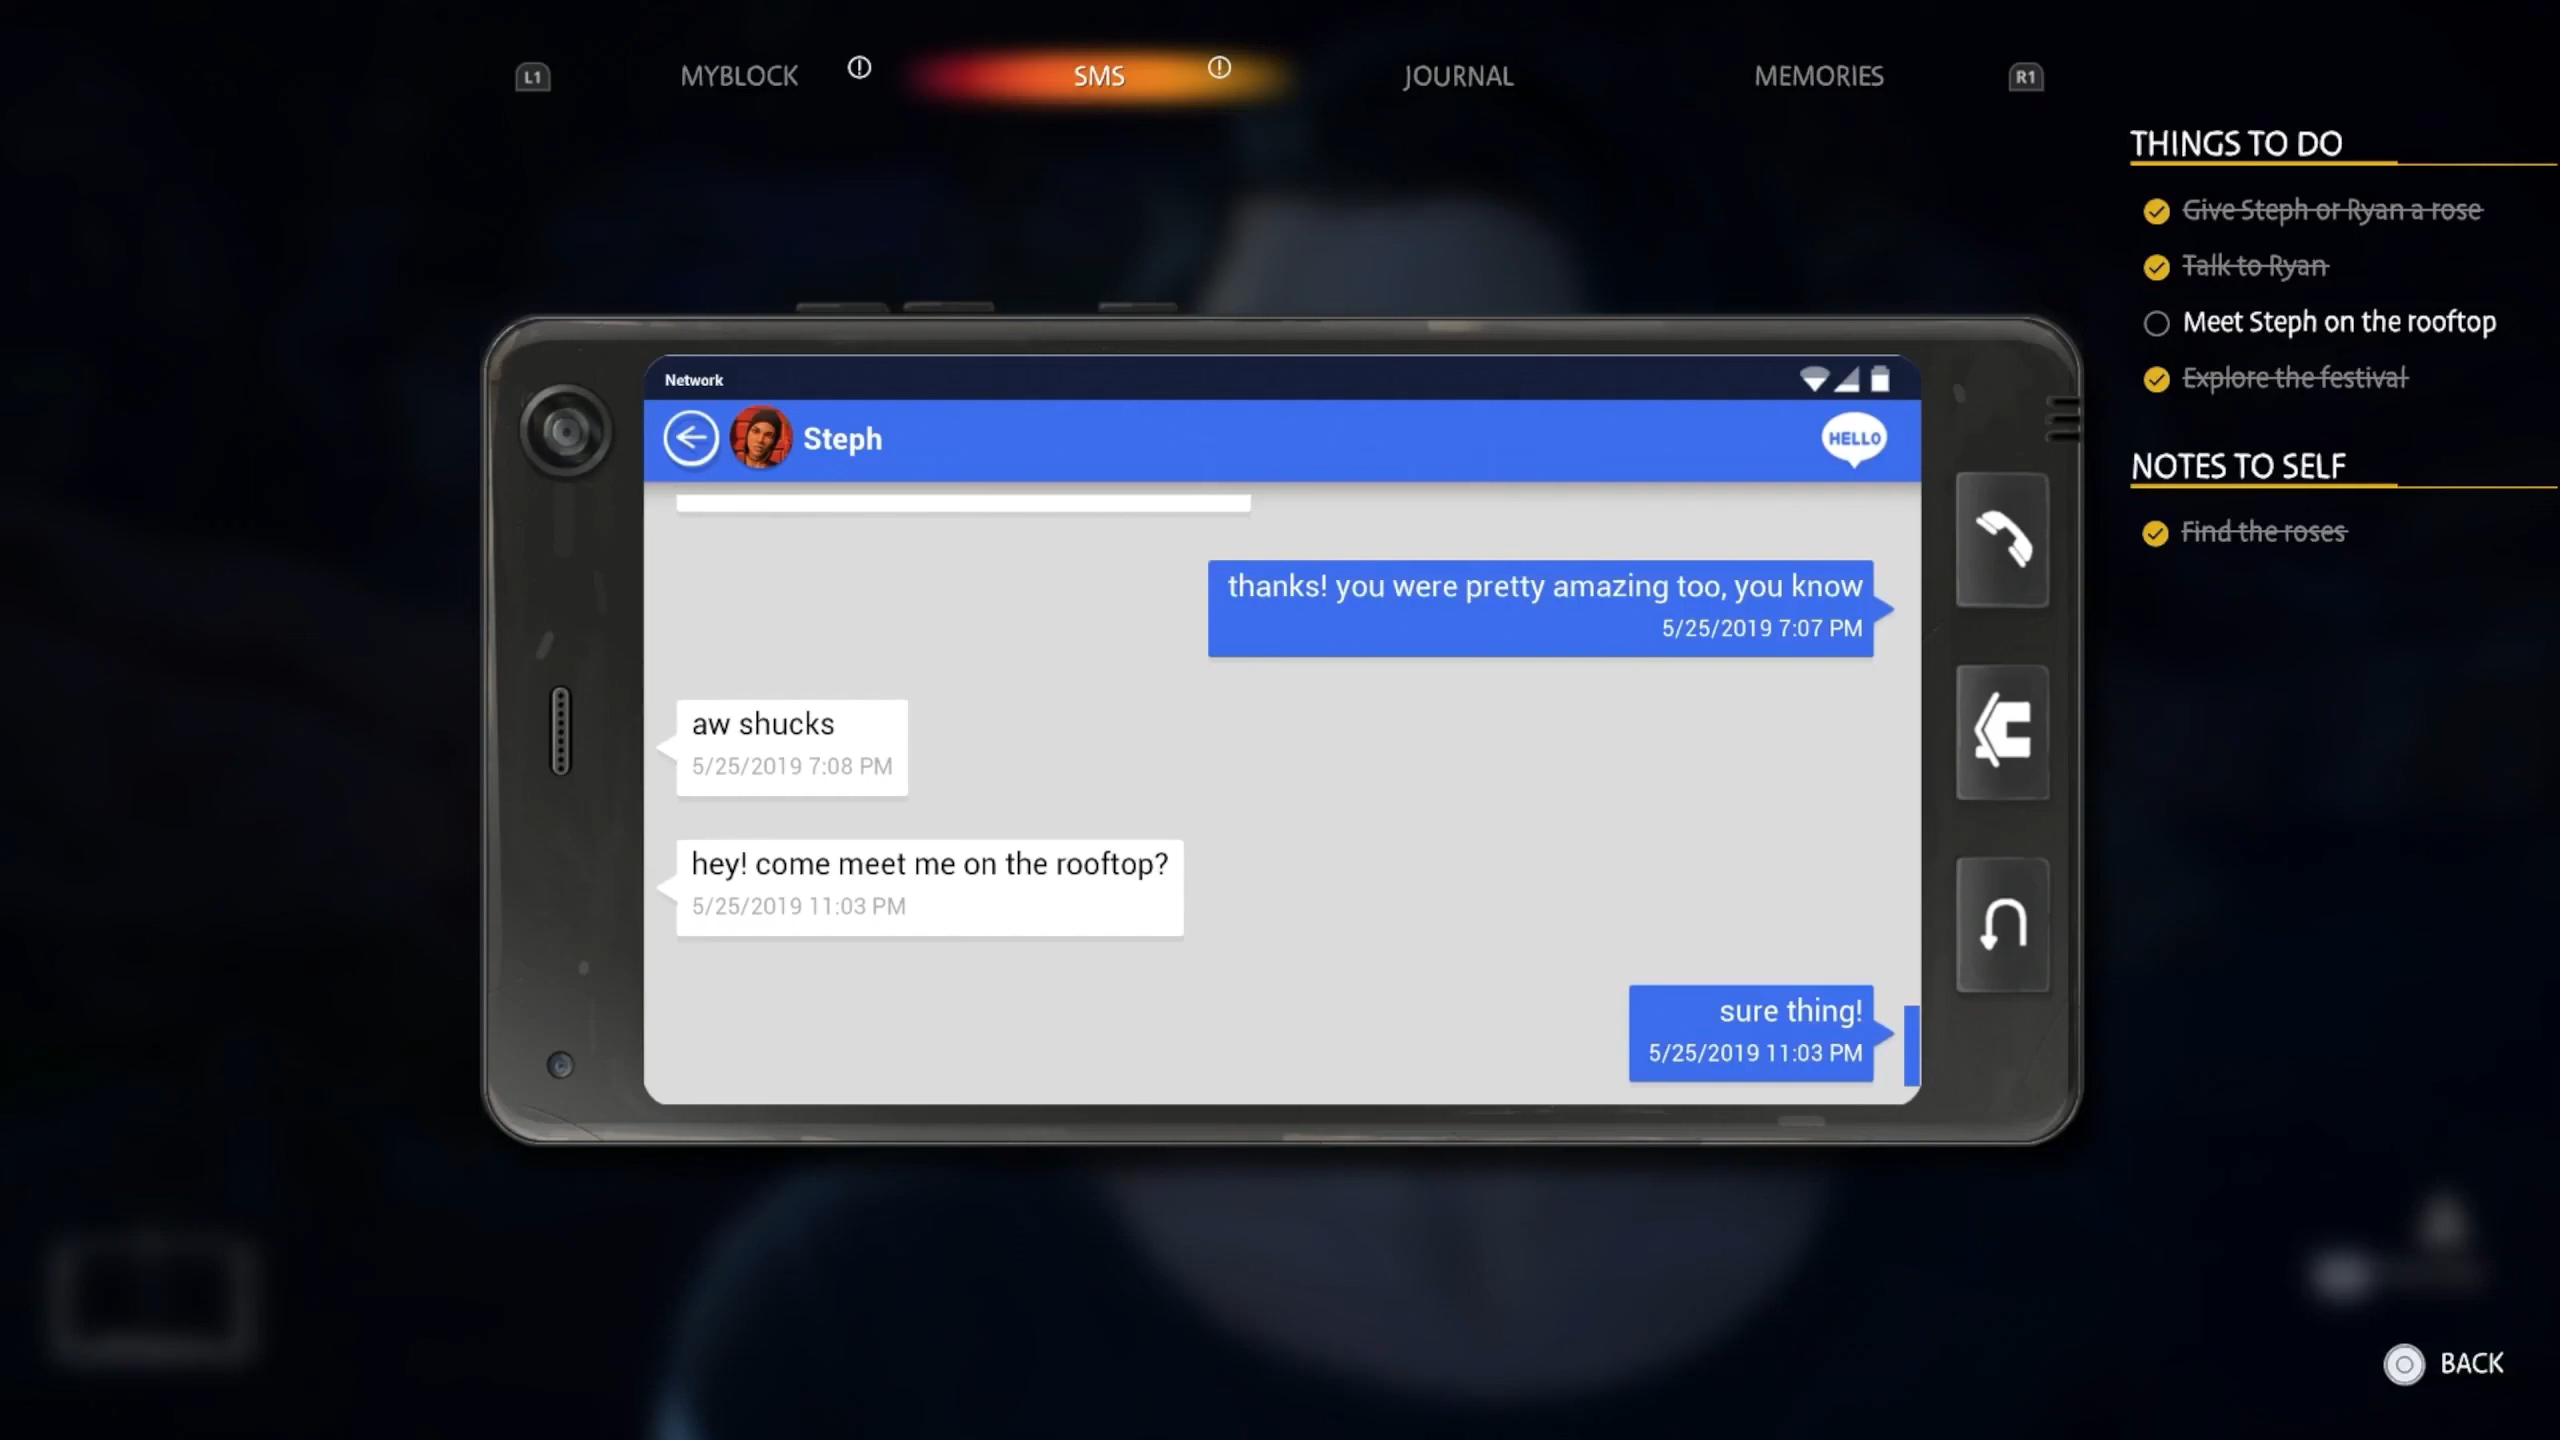 L1
MYBLOCK
SMS
JOURNAL
MEMORIES
R1
THINGS TO DO
Give Steph or Ryan a rose
Talk to Ryan
Meet Steph on the rooftop
Explore the festival
NOTES TO SELF
Find the roses
Network
Steph
HELLO
thanks! you were pretty amazing too, you know
5/25/2019 7:07 PM
aw shucks
5/25/2019 7:08 PM
hey! come meet me on the rooftop?
5/25/2019 11:03 PM
sure thing!
5/25/2019 11:03 PM
BACK